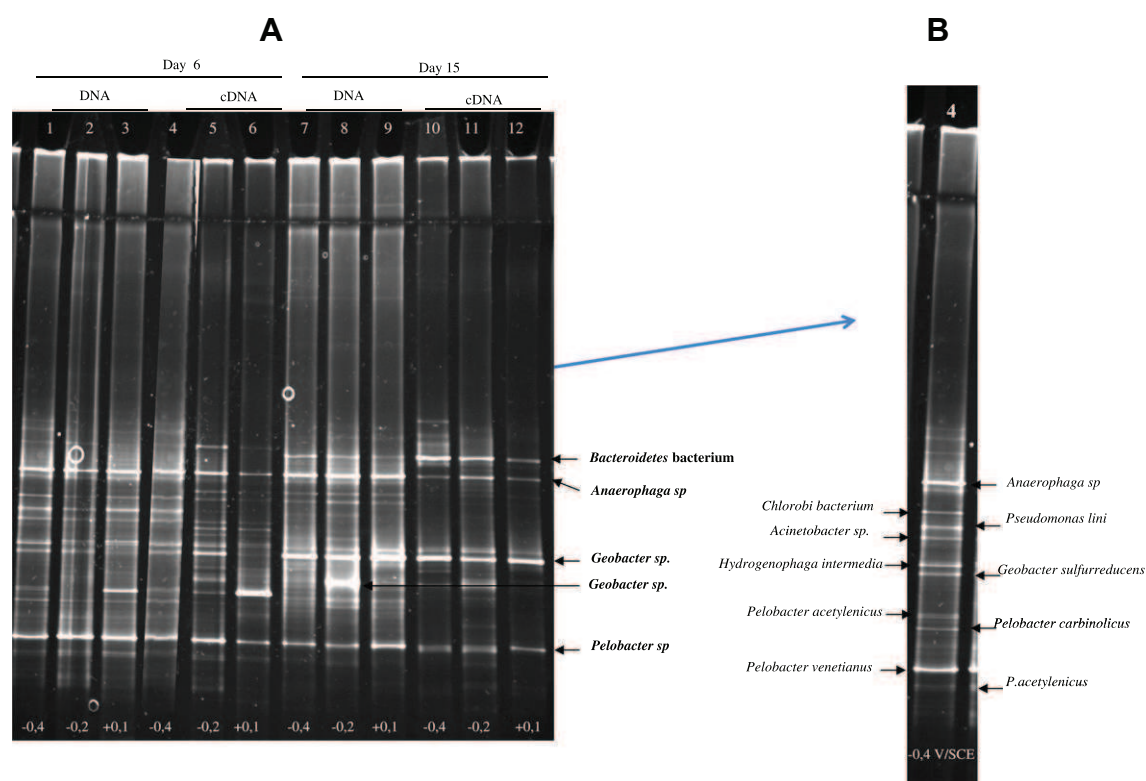 A
B
Day 6
Day 15
DNA
cDNA
DNA
cDNA
1 2 3 4 5 6 7 8 9 10 11 12
4
Bacteroidetes bacterium
Anaerophaga sp
Geobacter sp.
Geobacter sp.
Pelobacter sp
-0,4 -0,2 +0,1 -0,4 -0,2 +0,1 -0,4 -0,2 +0,1 -0,4 -0,2 +0,1
Anaerophaga sp
Chlorobi bacterium
Pseudomonas lini
Acinetobacter sp.
Hydrogenophaga intermedia
Geobacter sulfurreducens
Pelobacter acetylenicus
Pelobacter carbinolicus
Pelobacter venetianus
P.acetylenicus
-0,4 V/SCE